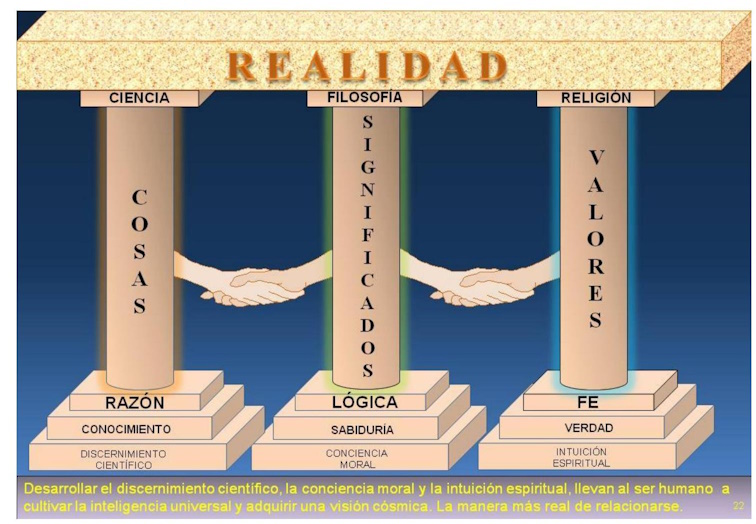 REALIDAD
CIENCIA
FILOSOFÍA
RELIGIÓN
COSAS
SIGNIFICADOS
VALORES
RAZÓN
LÓGICA
FE
CONOCIMIENTO
SABIDURÍA
VERDAD
DISCERNIMIENTO
CIENTÍFICO
CONCIENCIA
MORAL
INTUICIÓN
ESPIRITUAL
Desarrollar el discernimiento científico, la conciencia moral y la intuición espiritual, llevan al ser humano a
cultivar la inteligencia universal y adquirir una visión cósmica. La manera más real de relacionarse.
22